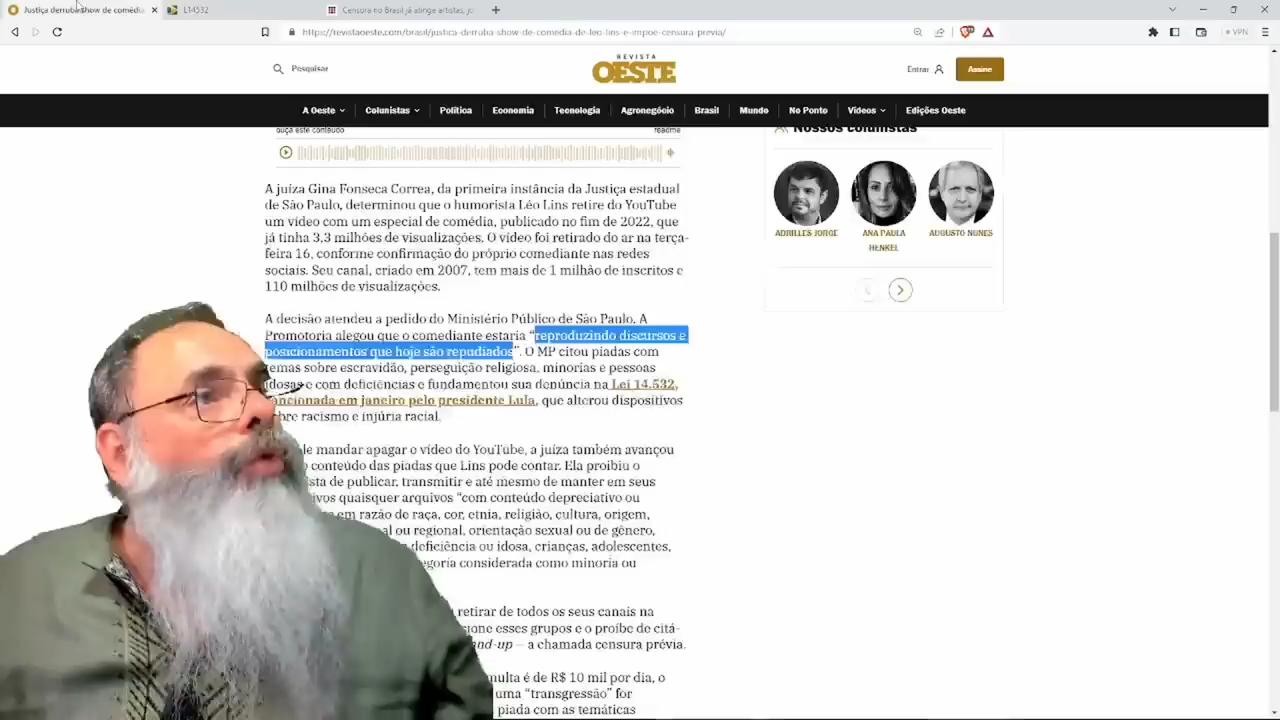 Justiça derruba show de comédi
L14532
Censura no Brasil já atinge artistas, jo
https://revistaoeste.com/brasil/justica-derruba-show-de-comedia-de-leo-lins-e-impoe-censura-previa/
VPN
Pesquisar
REVISTA
OESTE
Entrar
Assine
A Oeste
Colunistas
Política
Economia
Tecnologia
Agronegócio
Brasil
Mundo
No Ponto
Vídeos
Edições Oeste
ouça este conteúdo
readme
Nossos colunistas
ADRILLES JORGE
ANA PAULA
HENKEL
AUGUSTO NUNES
A juíza Gina Fonseca Correa, da primeira instância da Justiça estadual
de São Paulo, determinou que o humorista Léo Lins retire do YouTube
um vídeo com um especial de comédia, publicado no fim de 2022, que
já tinha 3,3 milhões de visualizações. O vídeo foi retirado do ar na terça-
feira 16, conforme confirmação do próprio comediante nas redes
sociais. Seu canal, criado em 2007, tem mais de 1 milhão de inscritos e
110 milhões de visualizações.
A decisão atendeu a pedido do Ministério Público de São Paulo. A
Promotoria alegou que o comediante estaria “reproduzindo discursos e
posicionamentos que hoje são repudiados”. O MP citou piadas com
temas sobre escravidão, perseguição religiosa, minorias e pessoas
idosas e com deficiências e fundamentou sua denúncia na Lei 14.532,
sancionada em janeiro pelo presidente Lula, que alterou dispositivos
sobre racismo e injúria racial.
de mandar apagar o vídeo do YouTube, a juíza também avançou
conteúdo das piadas que Lins pode contar. Ela proibiu o
de publicar, transmitir e até mesmo de manter em seus
quaisquer arquivos “com conteúdo depreciativo ou
em razão de raça, cor, etnia, religião, cultura, origem,
ou regional, orientação sexual ou de gênero,
deficiência ou idosa, crianças, adolescentes,
considerada como minoria ou
retirar de todos os seus canais na
esses grupos e o proíbe de citá-
– a chamada censura prévia.
multa é de R$ 10 mil por dia, o
uma “transgressão” for
piada com as temáticas